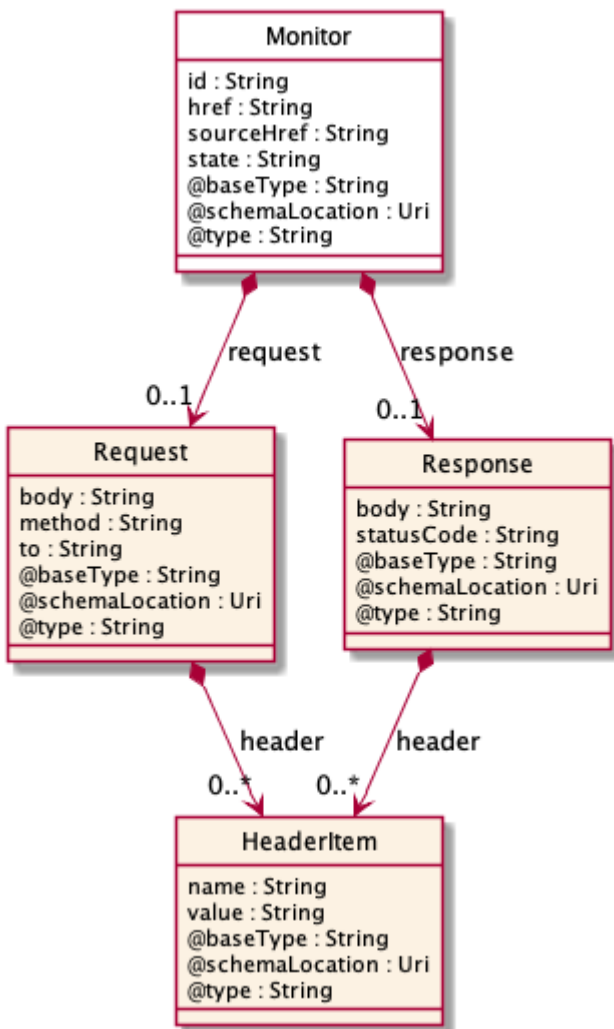 Monitor
id : String
href : String
sourceHref : String
state : String
@baseType : String
@schemaLocation : Uri
@type : String
request
response
0..1
0..1
Request
body : String
method : String
to : String
@baseType : String
@schemaLocation : Uri
@type : String
Response
body : String
statusCode : String
@baseType : String
@schemaLocation : Uri
@type : String
header
header
0..*
0..*
HeaderItem
name : String
value : String
@baseType : String
@schemaLocation : Uri
@type : String